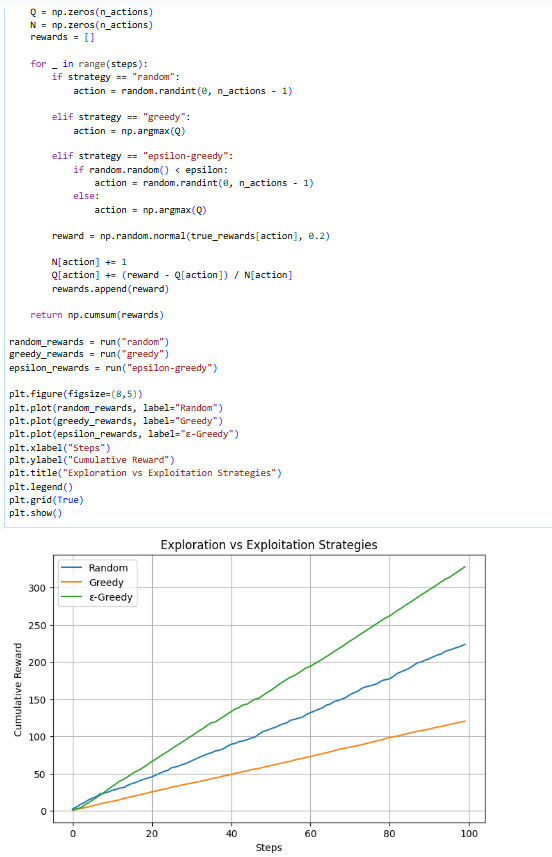 Q = np.zeros(n_actions)
N = np.zeros(n_actions)
rewards = []
for _ in range(steps):
if strategy == "random":
action = random.randint(0, n_actions - 1)
elif strategy == "greedy":
action = np.argmax(Q)
elif strategy == "epsilon-greedy":
if random.random() < epsilon:
action = random.randint(0, n_actions - 1)
else:
action = np.argmax(Q)
reward = np.random.normal(true_rewards[action], 0.2)
N[action] += 1
Q[action] += (reward - Q[action]) / N[action]
rewards.append(reward)
return np.cumsum(rewards)
random_rewards = run("random")
greedy_rewards = run("greedy")
epsilon_rewards = run("epsilon-greedy")
plt.figure(figsize=(8,5))
plt.plot(random_rewards, label="Random")
plt.plot(greedy_rewards, label="Greedy")
plt.plot(epsilon_rewards, label="ε-Greedy")
plt.xlabel("Steps")
plt.ylabel("Cumulative Reward")
plt.title("Exploration vs Exploitation Strategies")
plt.legend()
plt.grid(True)
plt.show()
Exploration vs Exploitation Strategies
Random
Greedy
ε-Greedy
300
250
200
150
100
50
0
Cumulative Reward
0 20 40 60 80 100
Steps